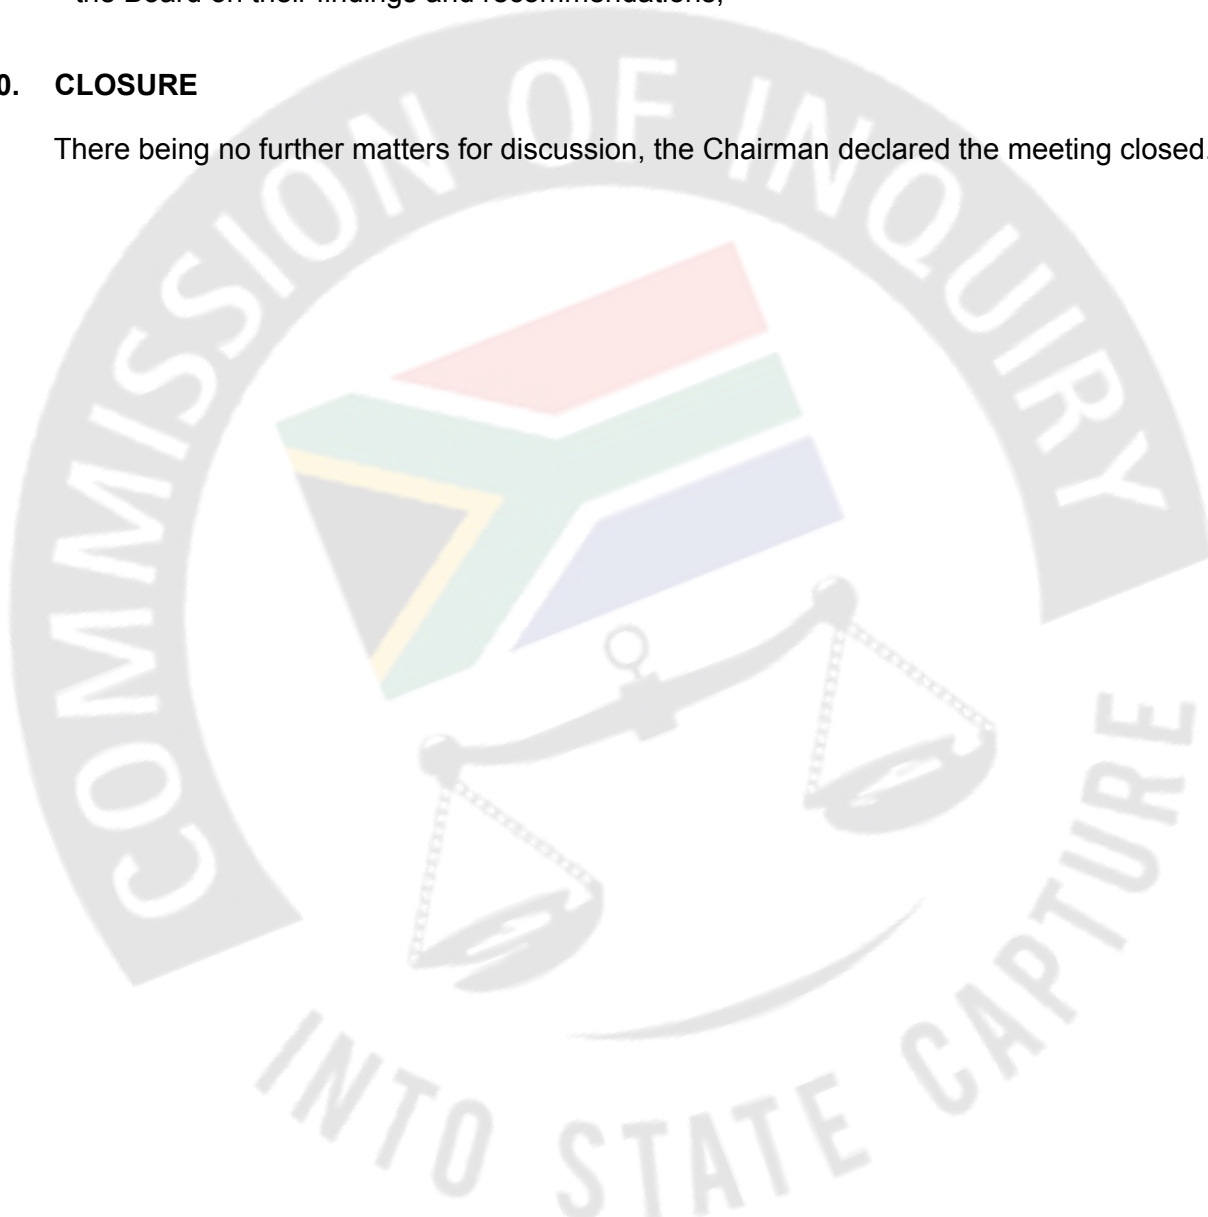 the Board on their findings and recommendations;
0. CLOSURE
There being no further matters for discussion, the Chairman declared the meeting closed.
COMMISSION OF INQUIRY
INTO STATE CAPTURE